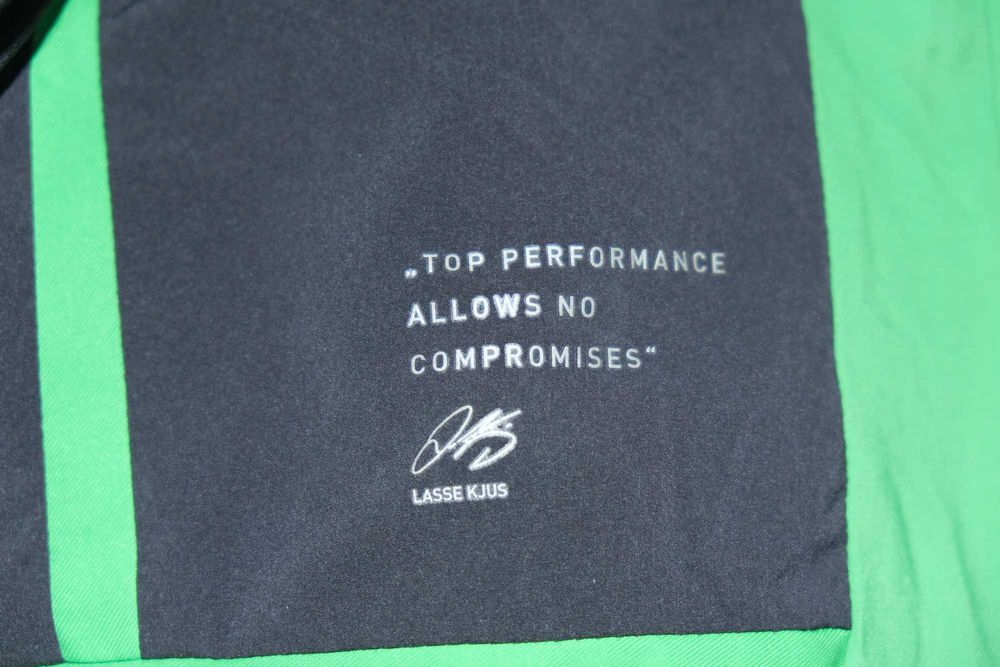 „TOP PERFORMANCE
ALLOWS NO
COMPROMISES“
LASSE KJUS